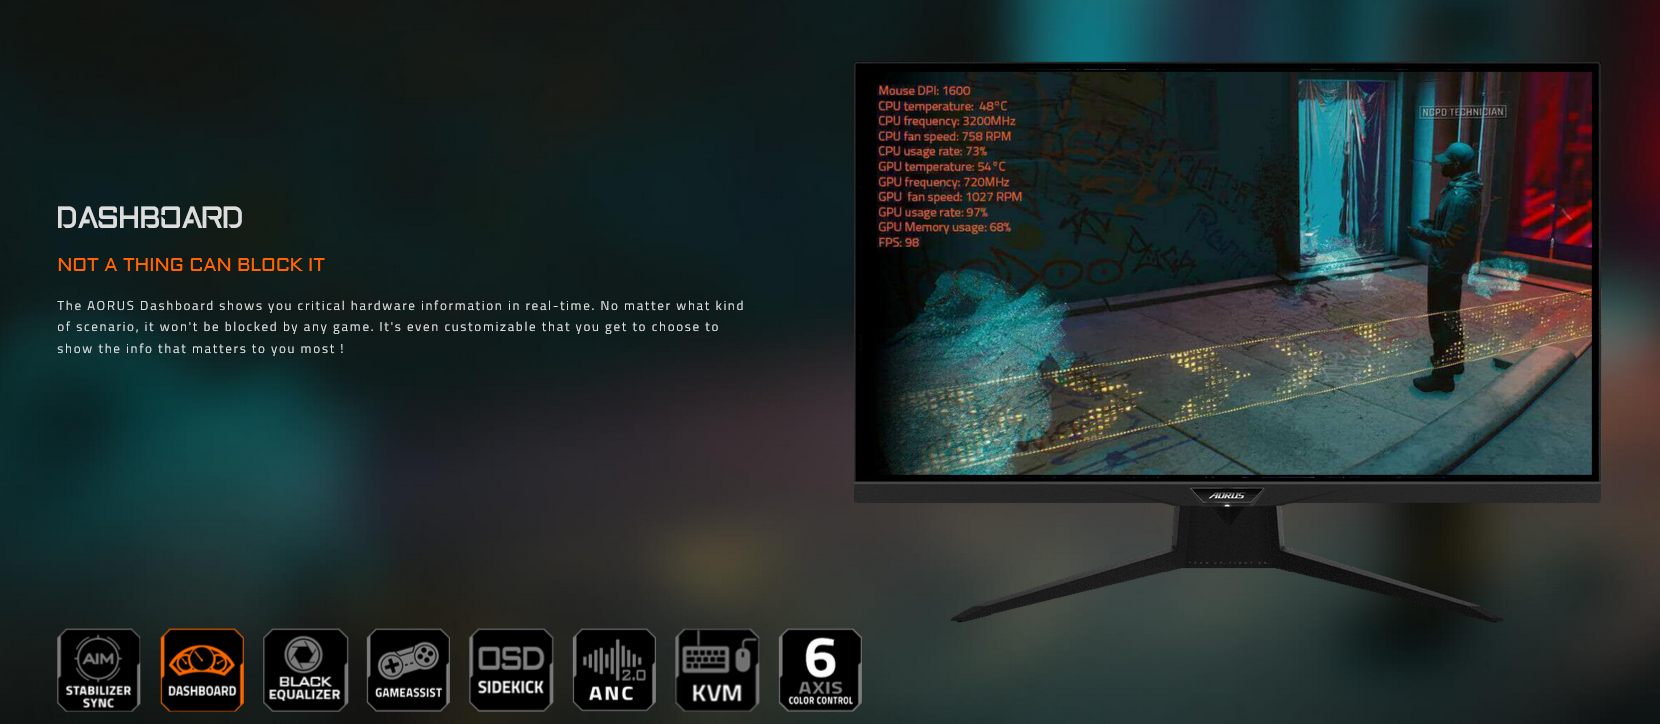 DASHBOARD
NOT A THING CAN BLOCK IT
The AORUS Dashboard shows you critical hardware information in real-time. No matter what kind
of scenario, it won't be blocked by any game. It's even customizable that you get to choose to
show the info that matters to you most !
Mouse DPI: 1600
CPU temperature: 48°C
CPU frequency: 3200MHz
CPU fan speed: 758 RPM
CPU usage rate: 73%
GPU temperature: 54°C
GPU frequency: 720MHz
GPU fan speed: 1027 RPM
GPU usage rate: 97%
GPU Memory usage: 68%
FPS: 98
NCPD TECHNICIAN
AORUS
AIM
STABILIZER
SYNC
DASHBOARD
BLACK
EQUALIZER
GAMEASSIST
OSD
SIDEKICK
2.0
ANC
KVM
6
AXIS
COLOR CONTROL